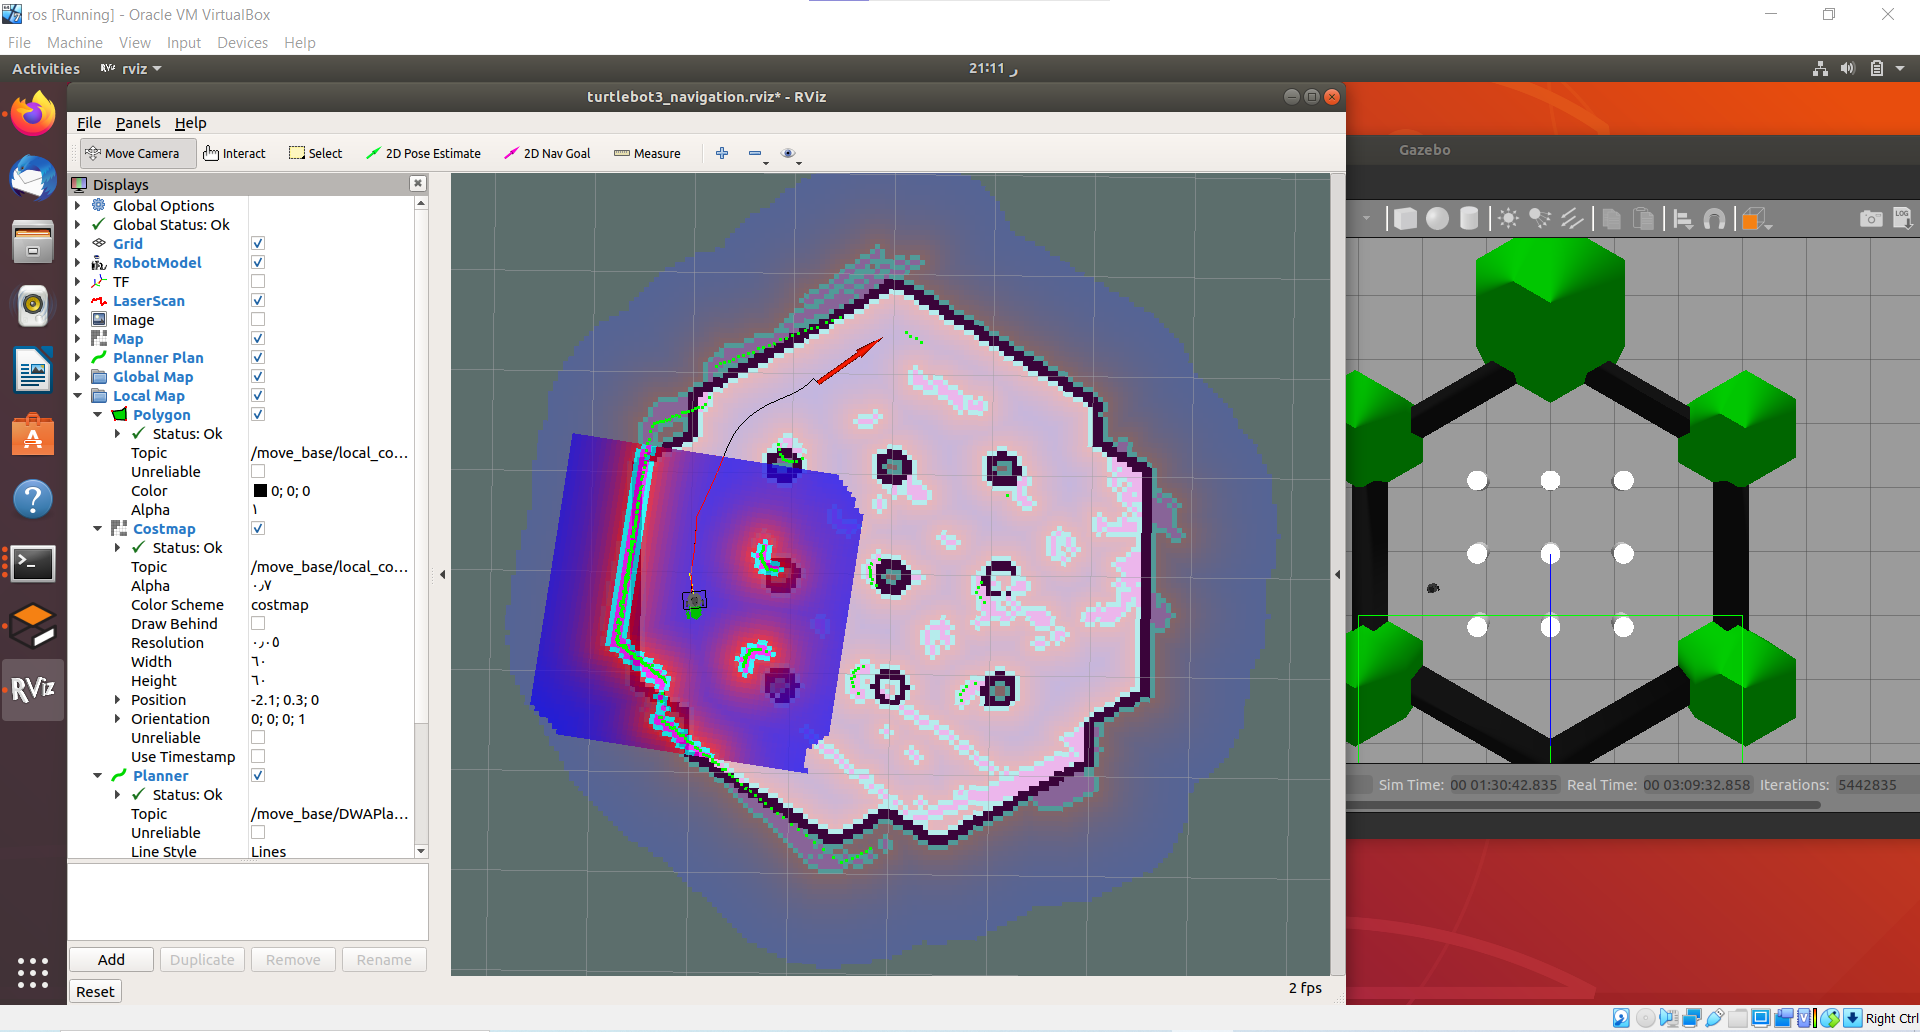 ros [Running] - Oracle VM VirtualBox
File Machine View Input Devices Help
Activities RViz rviz 21:11 ر
turtlebot3_navigation.rviz* - RViz
File Panels Help
Move Camera Interact Select 2D Pose Estimate 2D Nav Goal Measure
Gazebo
LOG
Displays
Global Options
Global Status: Ok
Grid
RobotModel
TF
LaserScan
Image
Map
Planner Plan
Global Map
Local Map
Polygon
Status: Ok
Topic /move_base/local_co...
Unreliable
Color 0; 0; 0
Alpha ١
Costmap
Status: Ok
Topic /move_base/local_co...
Alpha ٠٫٧
Color Scheme costmap
Draw Behind
Resolution ٠٫٠٥
Width ٦٠
Height ٦٠
Position -2.1; 0.3; 0
Orientation 0; 0; 0; 1
Unreliable
Use Timestamp
Planner
Status: Ok
Topic /move_base/DWAPla...
Unreliable
Line Style Lines
RViz
Sim Time: 00 01:30:42.835 Real Time: 00 03:09:32.858 Iterations: 5442835
Add Duplicate Remove Rename
Reset
2 fps
Right Ctrl